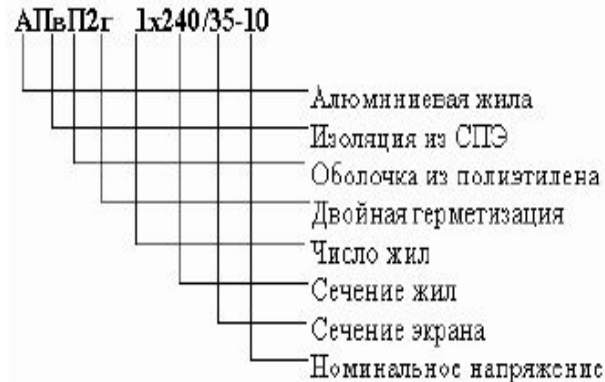 АПвП2г 1x240/35-10
Алюминиевая жила
Изоляция из СПЭ
Оболочка из полиэтилена
Двойная герметизация
Число жил
Сечение жил
Сечение экрана
Номинальное напряжение